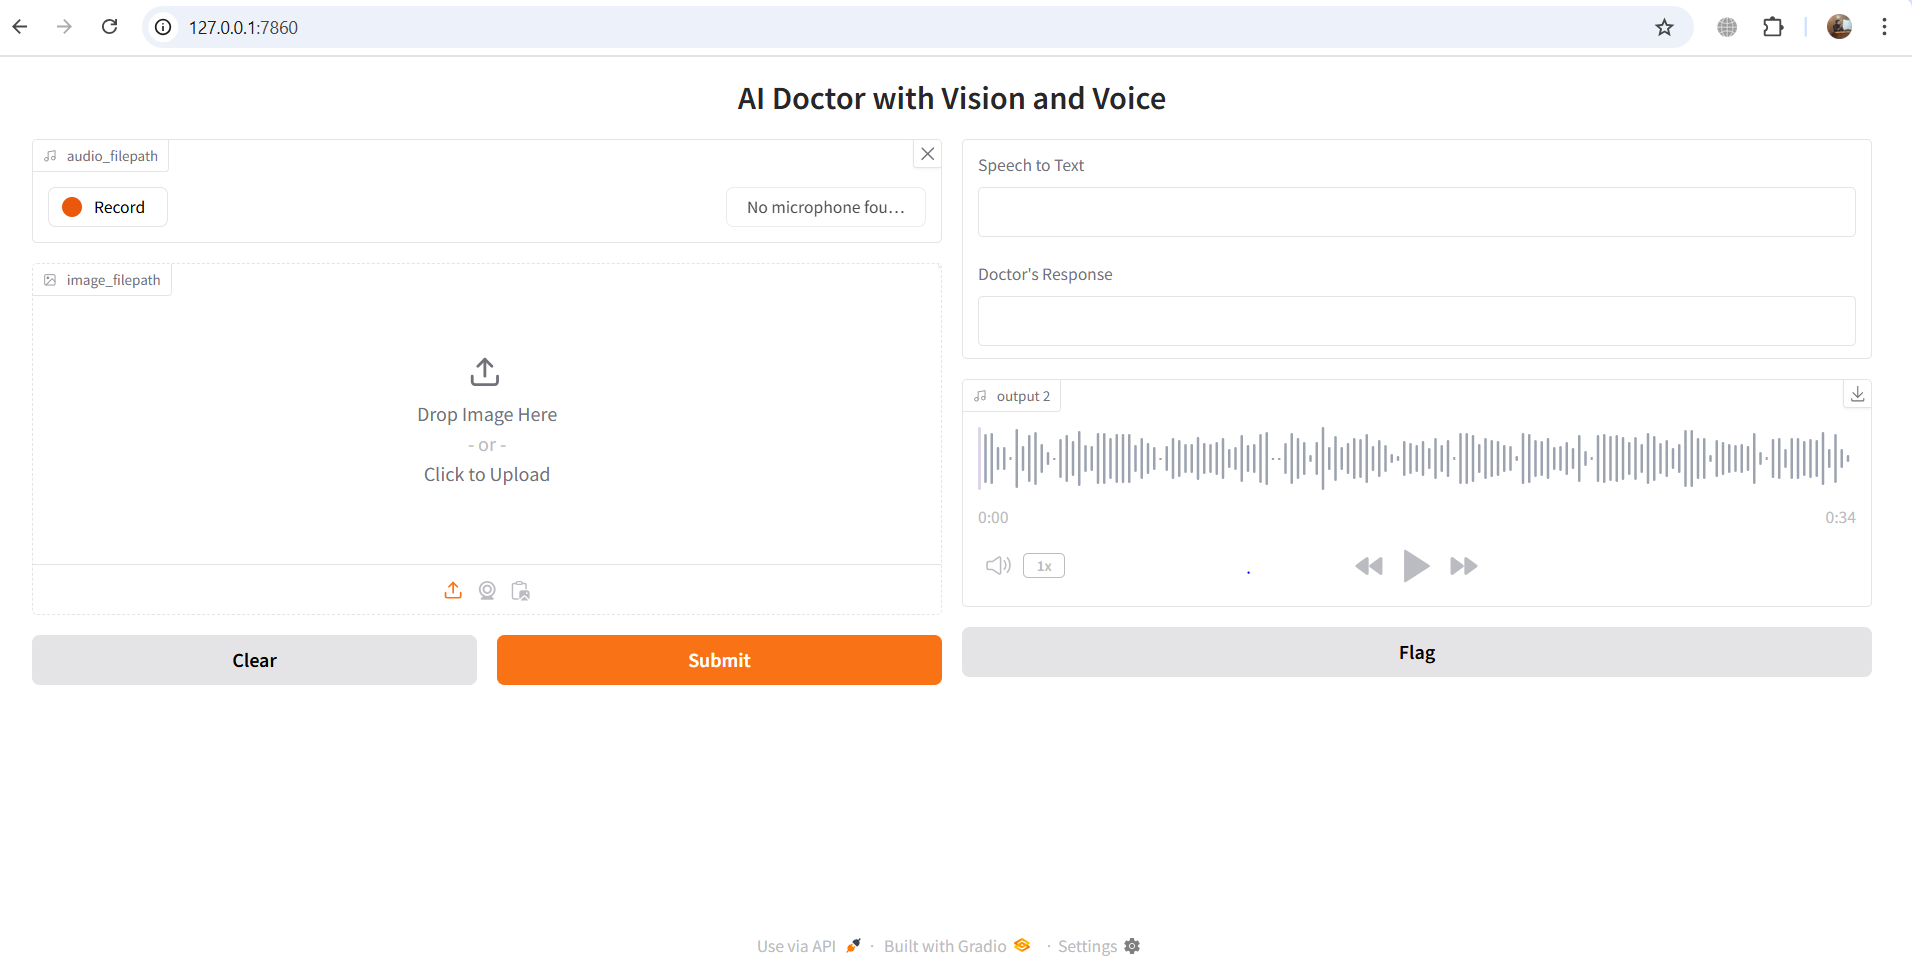 127.0.0.1:7860
AI Doctor with Vision and Voice
audio_filepath
Record
No microphone fou...
image_filepath
Drop Image Here
- or -
Click to Upload
Clear
Submit
Speech to Text
Doctor's Response
output 2
0:00
0:34
1x
Flag
Use via API · Built with Gradio · Settings